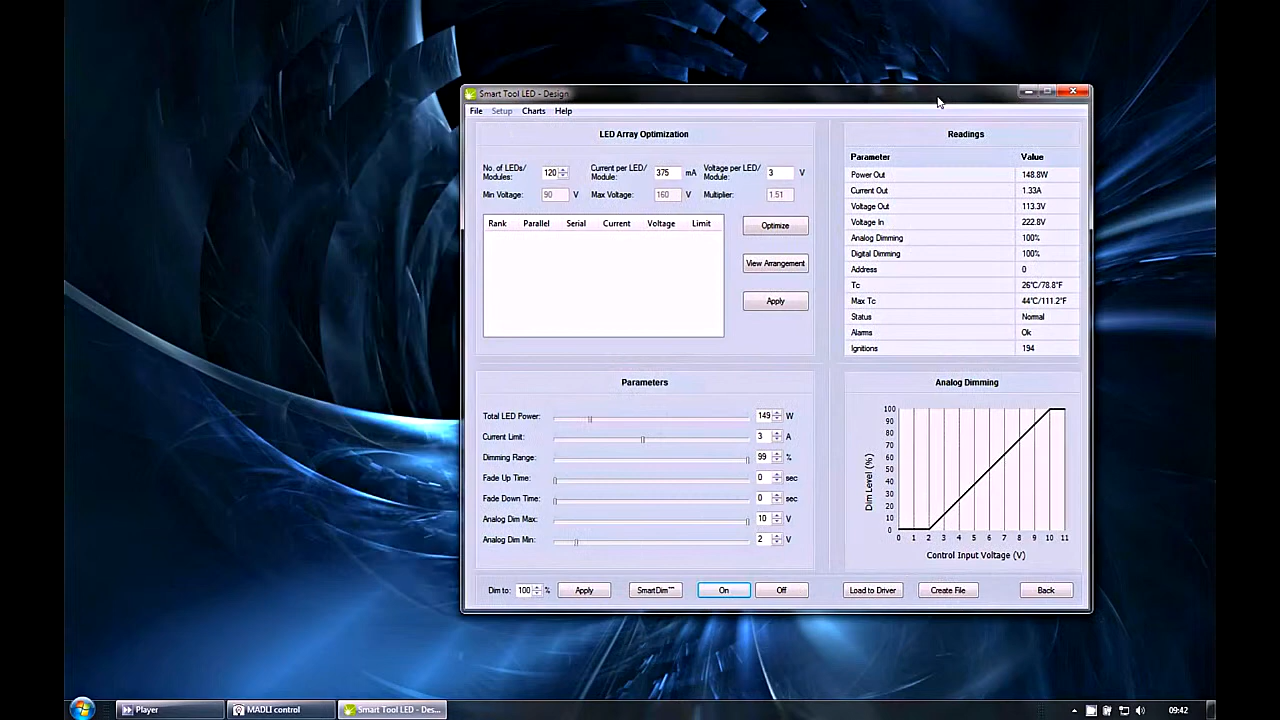 Smart Tool LED - Design
File Setup Charts Help
LED Array Optimization
No. of LEDs/ Modules: 120 Current per LED/ Module: 375 mA Voltage per LED/ Module: 3 V
Min Voltage: 90 V Max Voltage: 160 V Multiplier: 1.51
Rank Parallel Serial Current Voltage Limit
Optimize
View Arrangement
Apply
Readings
Parameter Value
Power Out 148.8W
Current Out 1.33A
Voltage Out 113.3V
Voltage In 222.8V
Analog Dimming 100%
Digital Dimming 100%
Address 0
Tc 26°C/78.8°F
Max Tc 44°C/111.2°F
Status Normal
Alarms Ok
Ignitions 194
Parameters
Total LED Power: 149 W
Current Limit: 3 A
Dimming Range: 99 %
Fade Up Time: 0 sec
Fade Down Time: 0 sec
Analog Dim Max: 10 V
Analog Dim Min: 2 V
Analog Dimming
Dim Level (%)
100
90
80
70
60
50
40
30
20
10
0
0 1 2 3 4 5 6 7 8 9 10 11
Control Input Voltage (V)
Dim to: 100 % Apply SmartDim™ On Off Load to Driver Create File Back
Player MADLI control Smart Tool LED - Des... 09:42